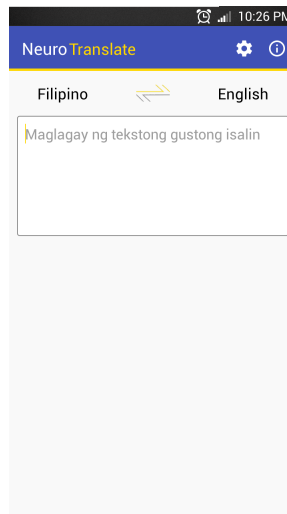 10:26 PM
NeuroTranslate
Filipino English
Maglagay ng tekstong gustong isalin